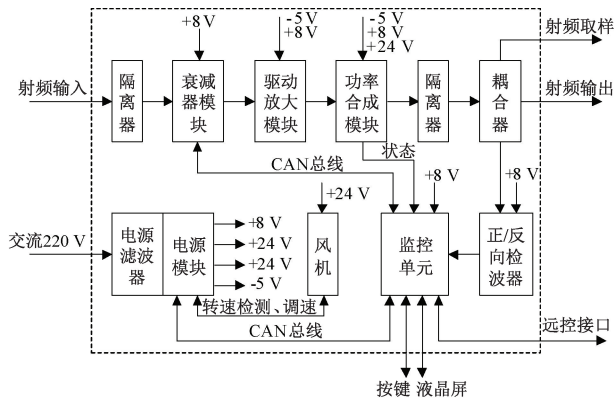 射频取样
+8 V
-5 V
+8 V
-5 V
+8 V
+24 V
射频输入
隔离器
衰减器模块
驱动放大模块
功率合成模块
隔离器
耦合器
射频输出
CAN总线
状态
+8 V
+8 V
+24 V
交流220 V
电源滤波器
电源模块
+8 V
+24 V
+24 V
-5 V
风机
监控单元
正/反向检波器
转速检测、调速
CAN总线
远控接口
按键
液晶屏